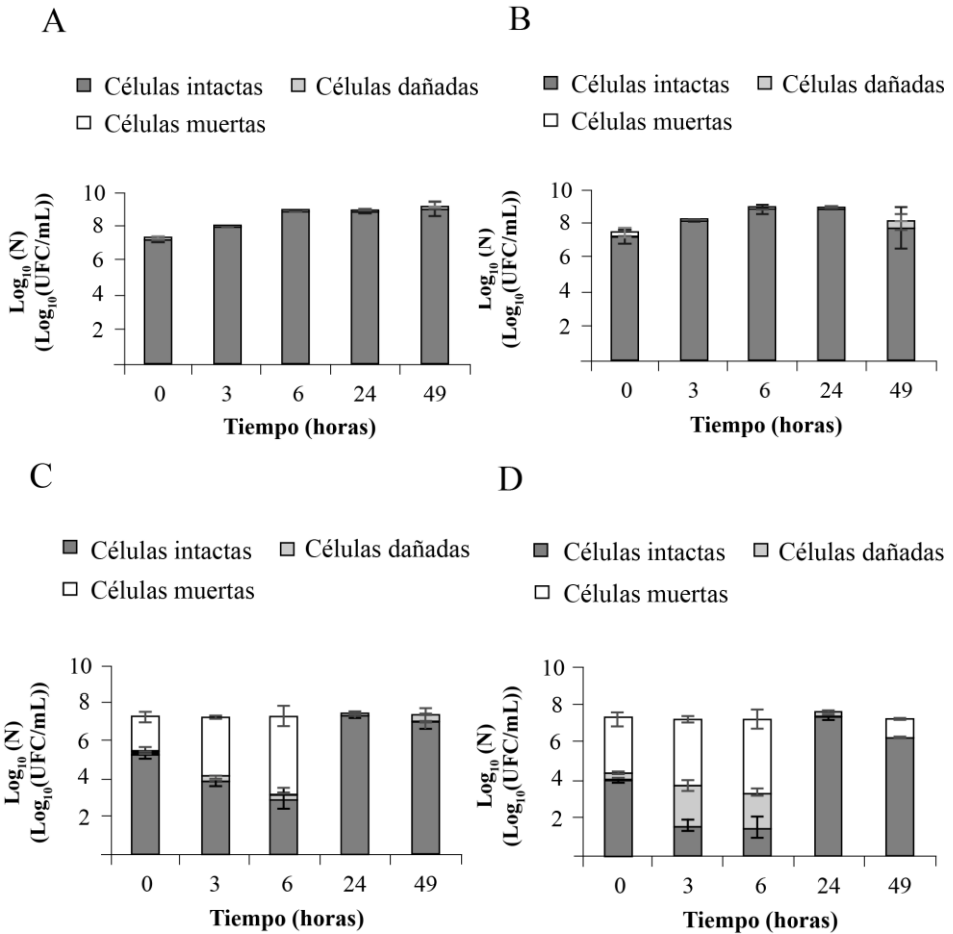 A
Células intactas Células dañadas
Células muertas
Log10 (N)
(Log10(UFC/mL))
10
8
6
4
2
0 3 6 24 49
Tiempo (horas)
B
Células intactas Células dañadas
Células muertas
Log10 (N)
(Log10(UFC/mL))
10
8
6
4
2
0 3 6 24 49
Tiempo (horas)
C
Células intactas Células dañadas
Células muertas
Log10 (N)
(Log10(UFC/mL))
10
8
6
4
2
0 3 6 24 49
Tiempo (horas)
D
Células intactas Células dañadas
Células muertas
Log10 (N)
(Log10(UFC/mL))
10
8
6
4
2
0 3 6 24 49
Tiempo (horas)